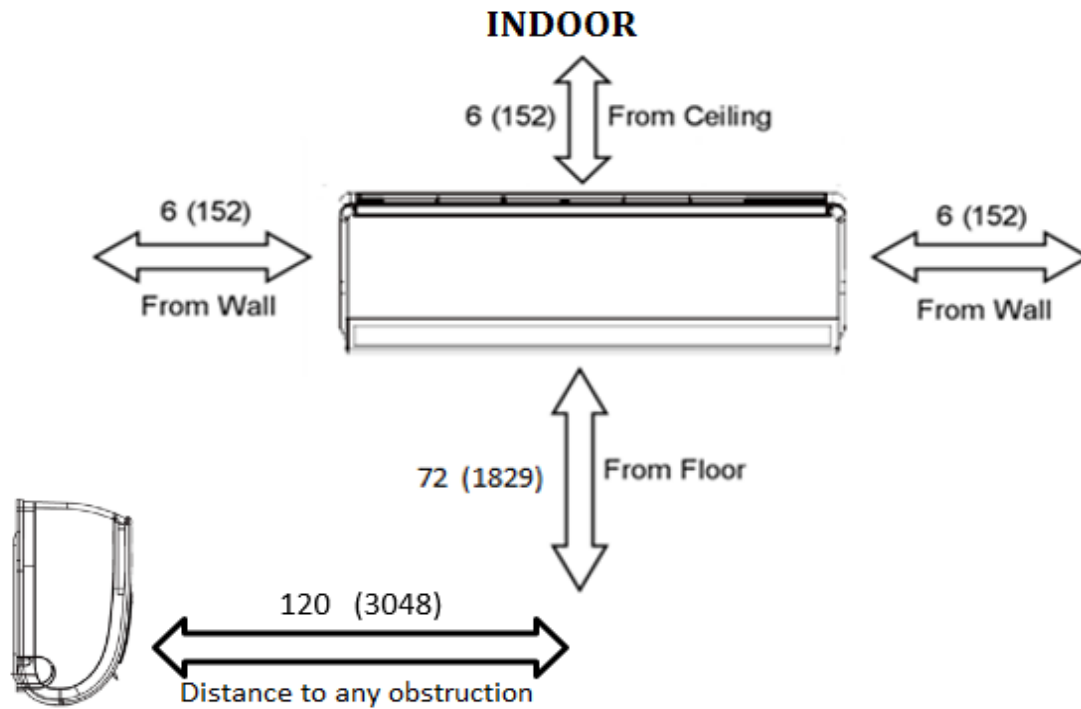 INDOOR
6 (152) From Ceiling
6 (152)
From Wall
6 (152)
From Wall
72 (1829) From Floor
120 (3048)
Distance to any obstruction